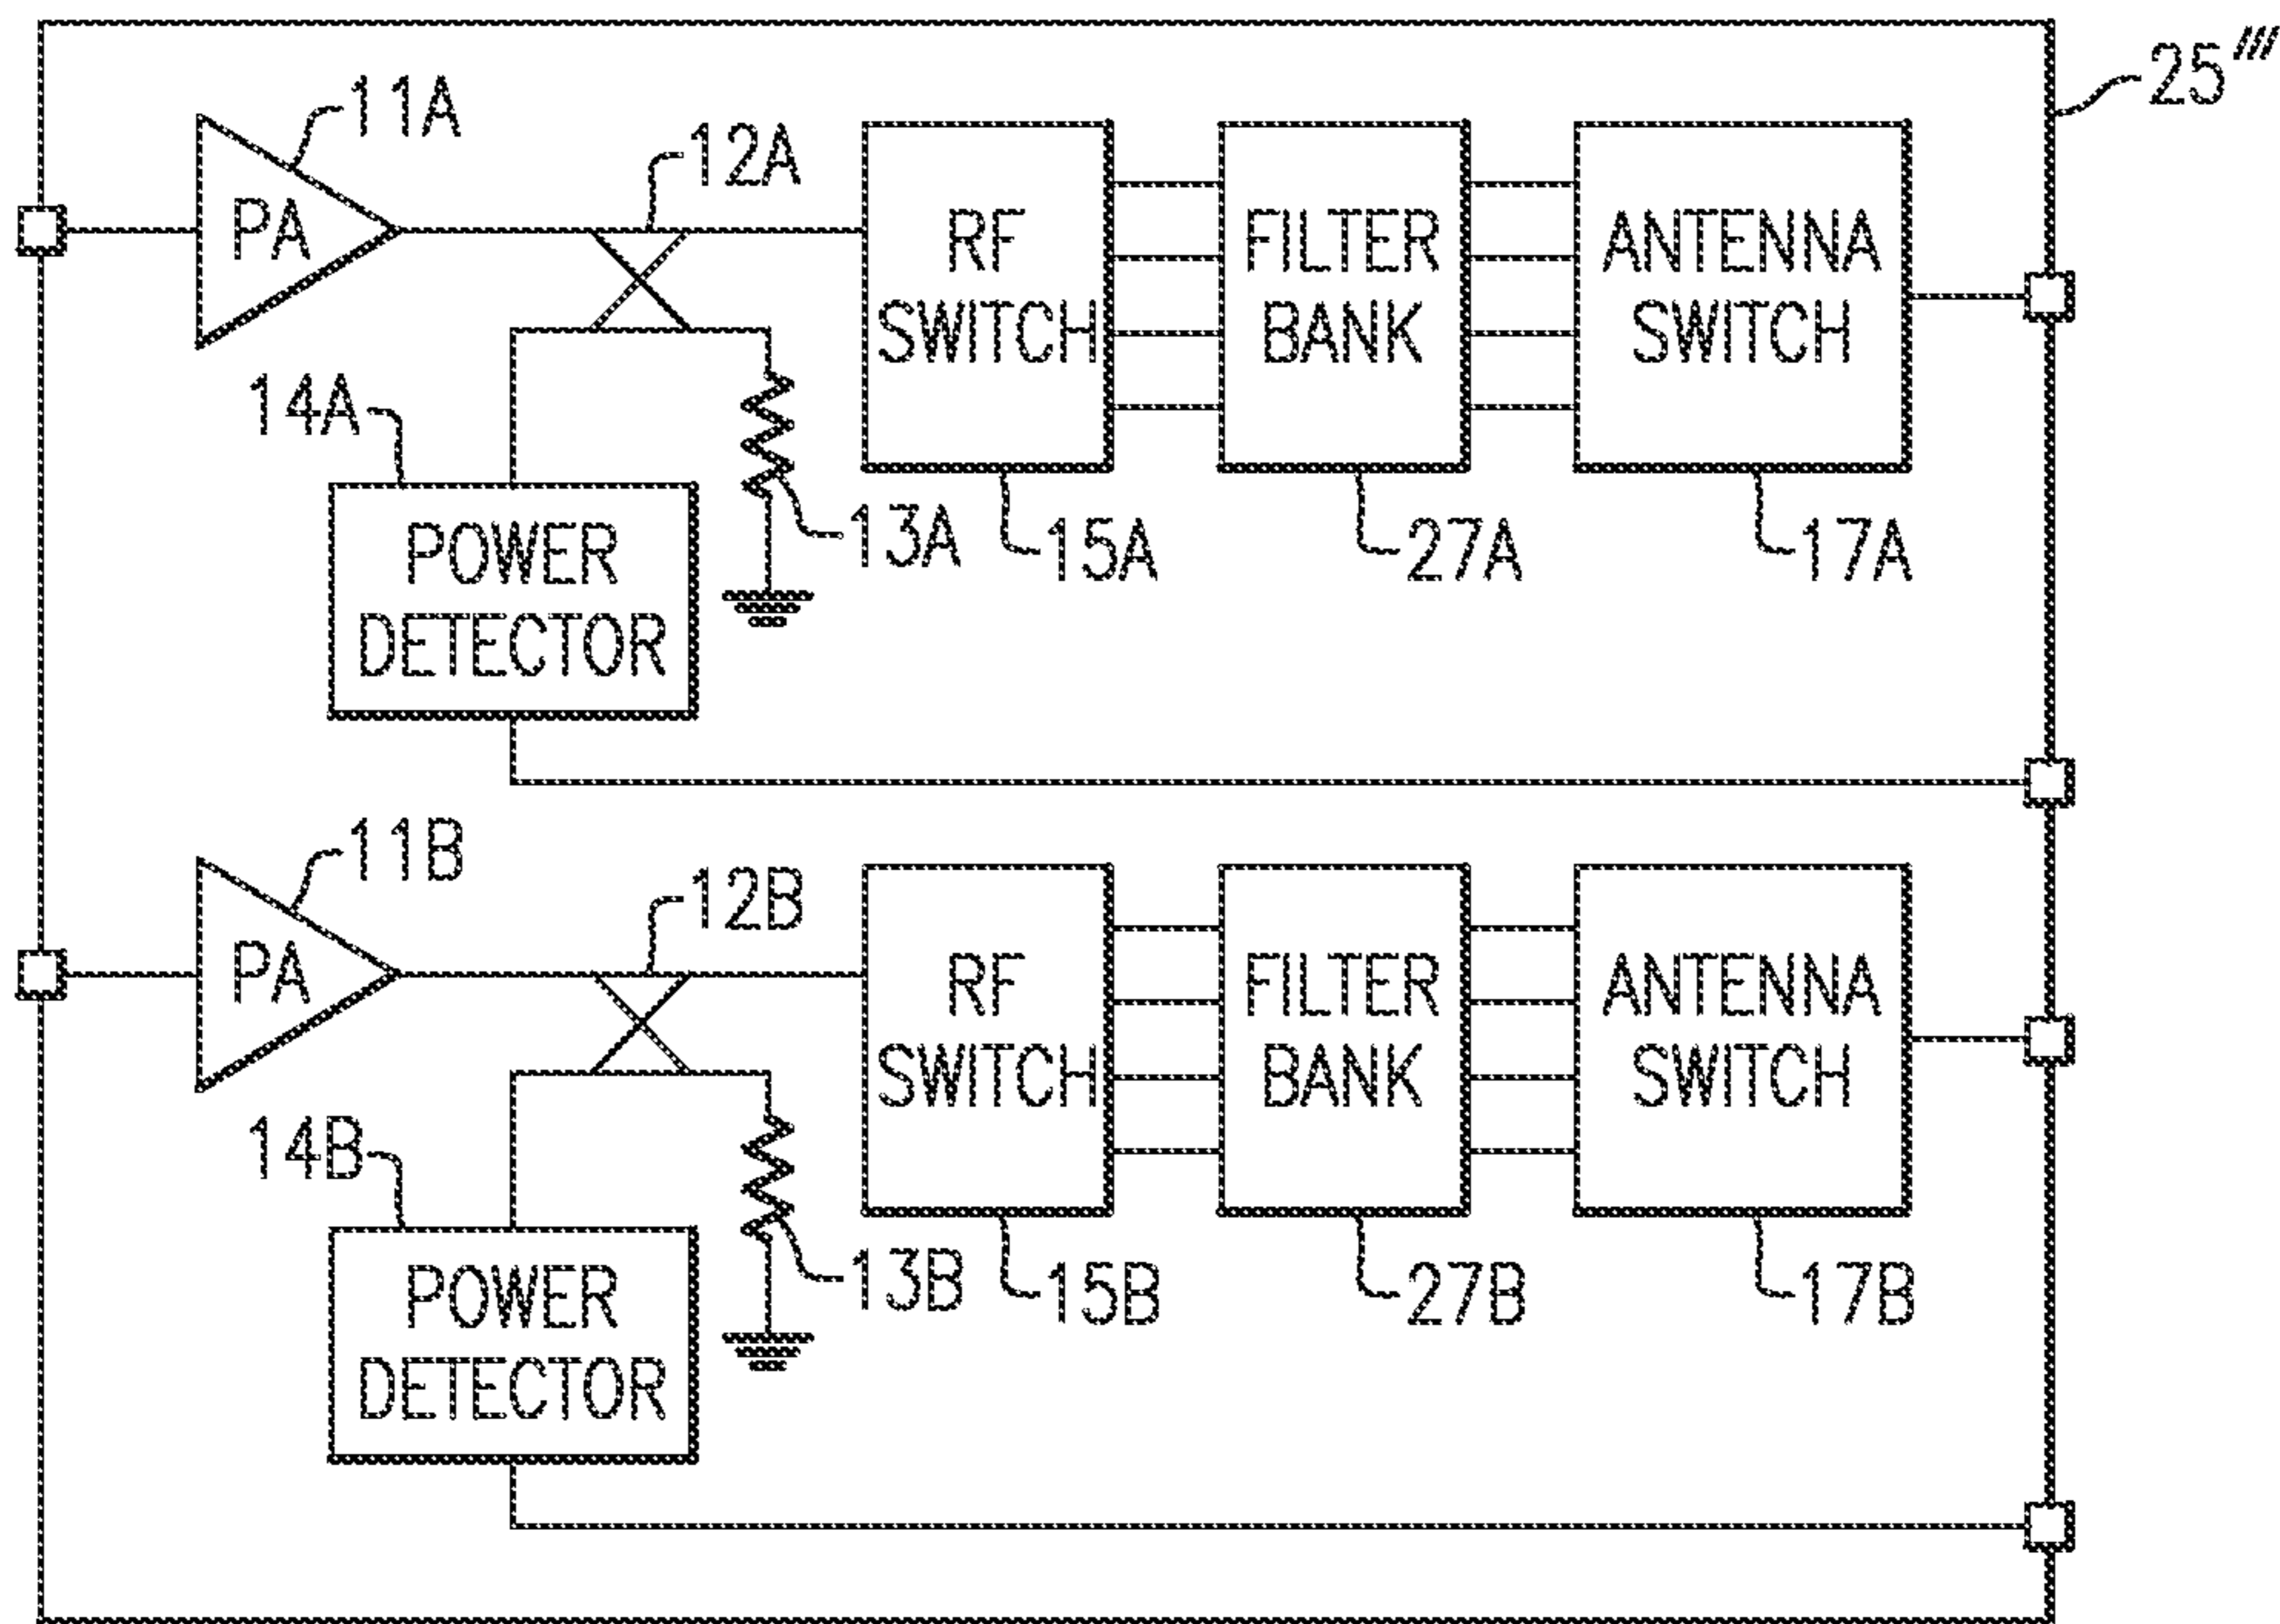 25'''
11A
PA
12A
RF
SWITCH
FILTER
BANK
ANTENNA
SWITCH
14A
POWER
DETECTOR
13A
15A
27A
17A
11B
PA
12B
RF
SWITCH
FILTER
BANK
ANTENNA
SWITCH
14B
POWER
DETECTOR
13B
15B
27B
17B